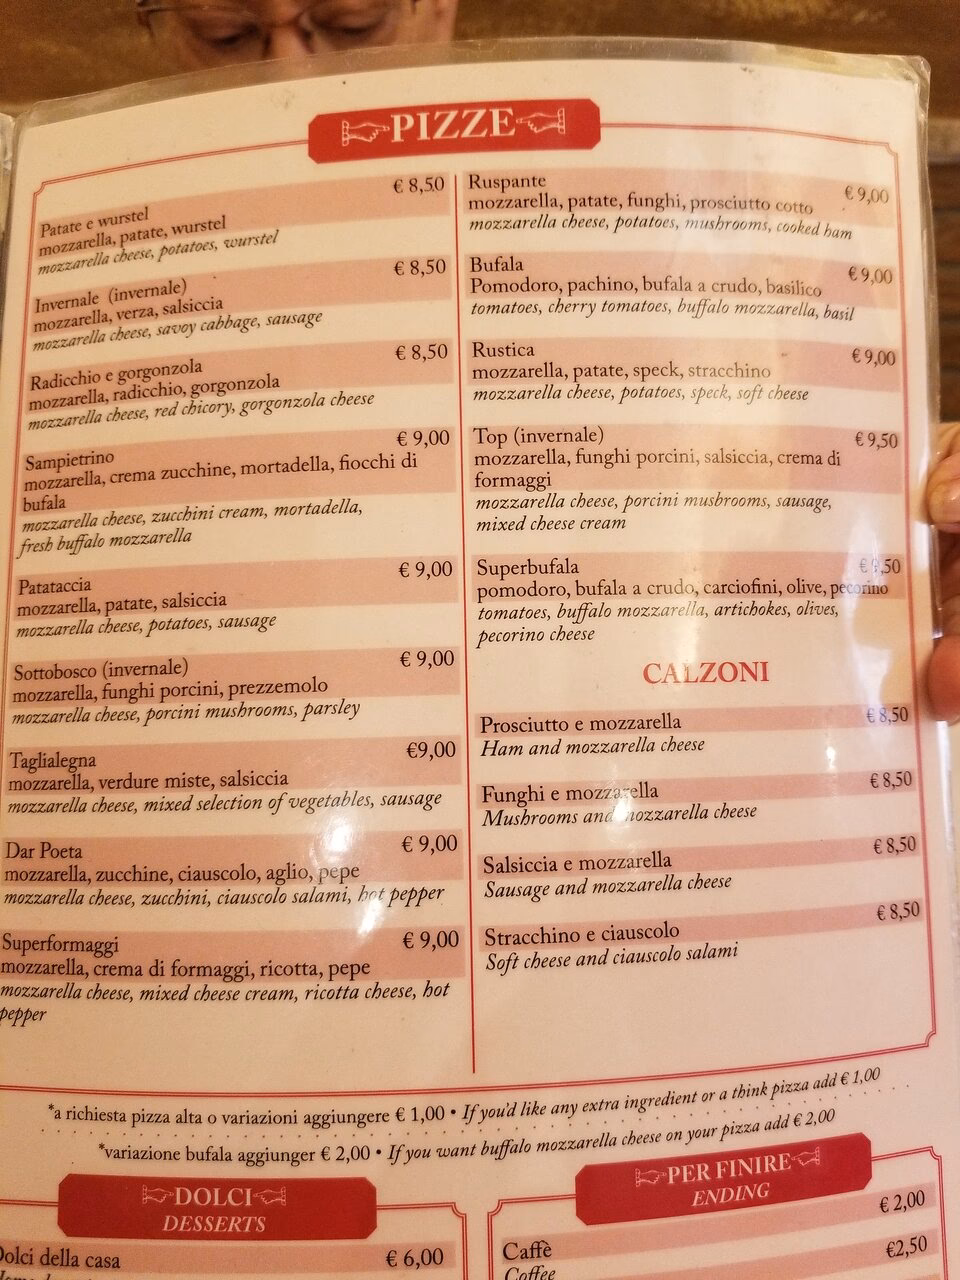 PIZZE
€ 8,50
Patate e wurstel
mozzarella, patate, wurstel
mozzarella cheese, potatoes, wurstel
€ 8,50
Invernale (invernale)
mozzarella, verza, salsiccia
mozzarella cheese, savoy cabbage, sausage
€ 8,50
Radicchio e gorgonzola
mozzarella, radicchio, gorgonzola
mozzarella cheese, red chicory, gorgonzola cheese
€ 9,00
Sampietrino
mozzarella, crema zucchine, mortadella, fiocchi di
bufala
mozzarella cheese, zucchini cream, mortadella,
fresh buffalo mozzarella
€ 9,00
Patataccia
mozzarella, patate, salsiccia
mozzarella cheese, potatoes, sausage
€ 9,00
Sottobosco (invernale)
mozzarella, funghi porcini, prezzemolo
mozzarella cheese, porcini mushrooms, parsley
€9,00
Taglialegna
mozzarella, verdure miste, salsiccia
mozzarella cheese, mixed selection of vegetables, sausage
€ 9,00
Dar Poeta
mozzarella, zucchine, ciauscolo, aglio, pepe
mozzarella cheese, zucchini, ciauscolo salami, hot pepper
€ 9,00
Superformaggi
mozzarella, crema di formaggi, ricotta, pepe
mozzarella cheese, mixed cheese cream, ricotta cheese, hot
pepper
Ruspante € 9,00
mozzarella, patate, funghi, prosciutto cotto
mozzarella cheese, potatoes, mushrooms, cooked ham
Bufala € 9,00
Pomodoro, pachino, bufala a crudo, basilico
tomatoes, cherry tomatoes, buffalo mozzarella, basil
Rustica € 9,00
mozzarella, patate, speck, stracchino
mozzarella cheese, potatoes, speck, soft cheese
Top (invernale) € 9,50
mozzarella, funghi porcini, salsiccia, crema di
formaggi
mozzarella cheese, porcini mushrooms, sausage,
mixed cheese cream
Superbufala € 9,50
pomodoro, bufala a crudo, carciofini, olive, pecorino
tomatoes, buffalo mozzarella, artichokes, olives,
pecorino cheese
CALZONI
Prosciutto e mozzarella € 8,50
Ham and mozzarella cheese
Funghi e mozzarella € 8,50
Mushrooms and mozzarella cheese
Salsiccia e mozzarella € 8,50
Sausage and mozzarella cheese
Stracchino e ciauscolo € 8,50
Soft cheese and ciauscolo salami
*a richiesta pizza alta o variazioni aggiungere € 1,00 • If you'd like any extra ingredient or a think pizza add € 1,00
*variazione bufala aggiunger € 2,00 • If you want buffalo mozzarella cheese on your pizza add € 2,00
DOLCI
DESSERTS
Dolci della casa € 6,00
PER FINIRE
ENDING
€ 2,00
Caffè €2,50
Coffee